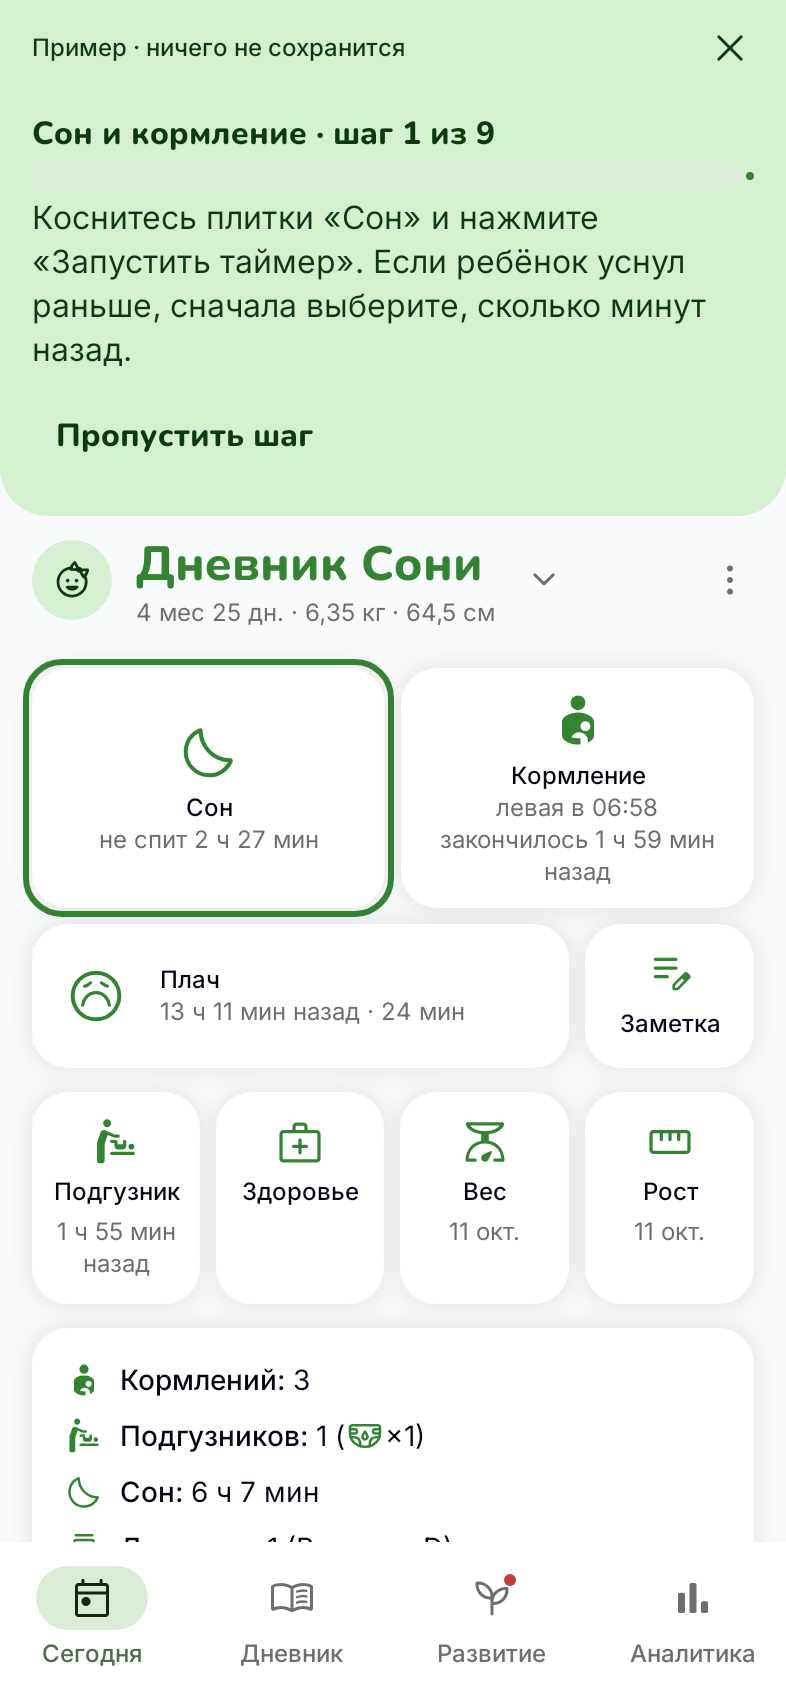 Пример · ничего не сохранится
Сон и кормление · шаг 1 из 9
Коснитесь плитки «Сон» и нажмите
«Запустить таймер». Если ребёнок уснул
раньше, сначала выберите, сколько минут
назад.
Пропустить шаг
Дневник Сони
4 мес 25 дн. · 6,35 кг · 64,5 см
Сон
не спит 2 ч 27 мин
Кормление
левая в 06:58
закончилось 1 ч 59 мин
назад
Плач
13 ч 11 мин назад · 24 мин
Заметка
Подгузник
1 ч 55 мин
назад
Здоровье
Вес
11 окт.
Рост
11 окт.
Кормлений: 3
Подгузников: 1 (×1)
Сон: 6 ч 7 мин
Сегодня
Дневник
Развитие
Аналитика